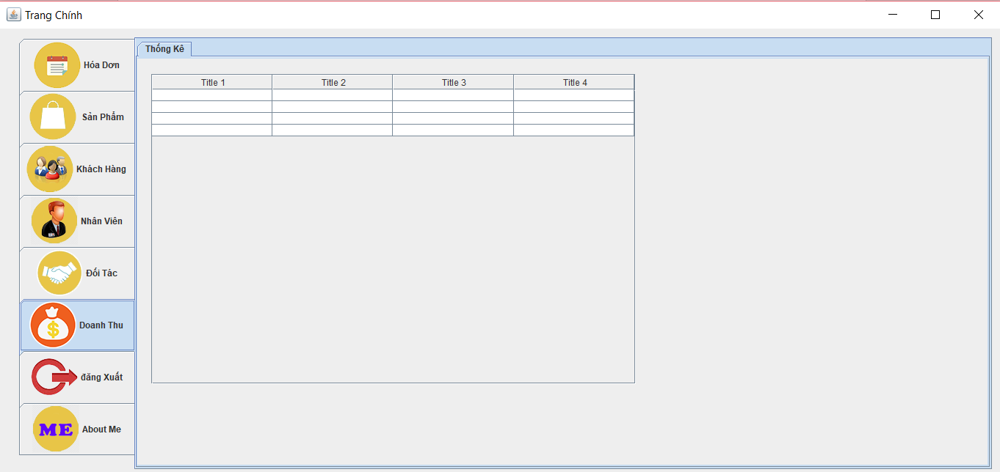 Trang Chính
Hóa Dơn
Sản Phẩm
Khách Hàng
Nhân Viên
Đối Tác
$
Doanh Thu
đăng Xuất
ME
About Me
Thống Kê
Title 1 Title 2 Title 3 Title 4